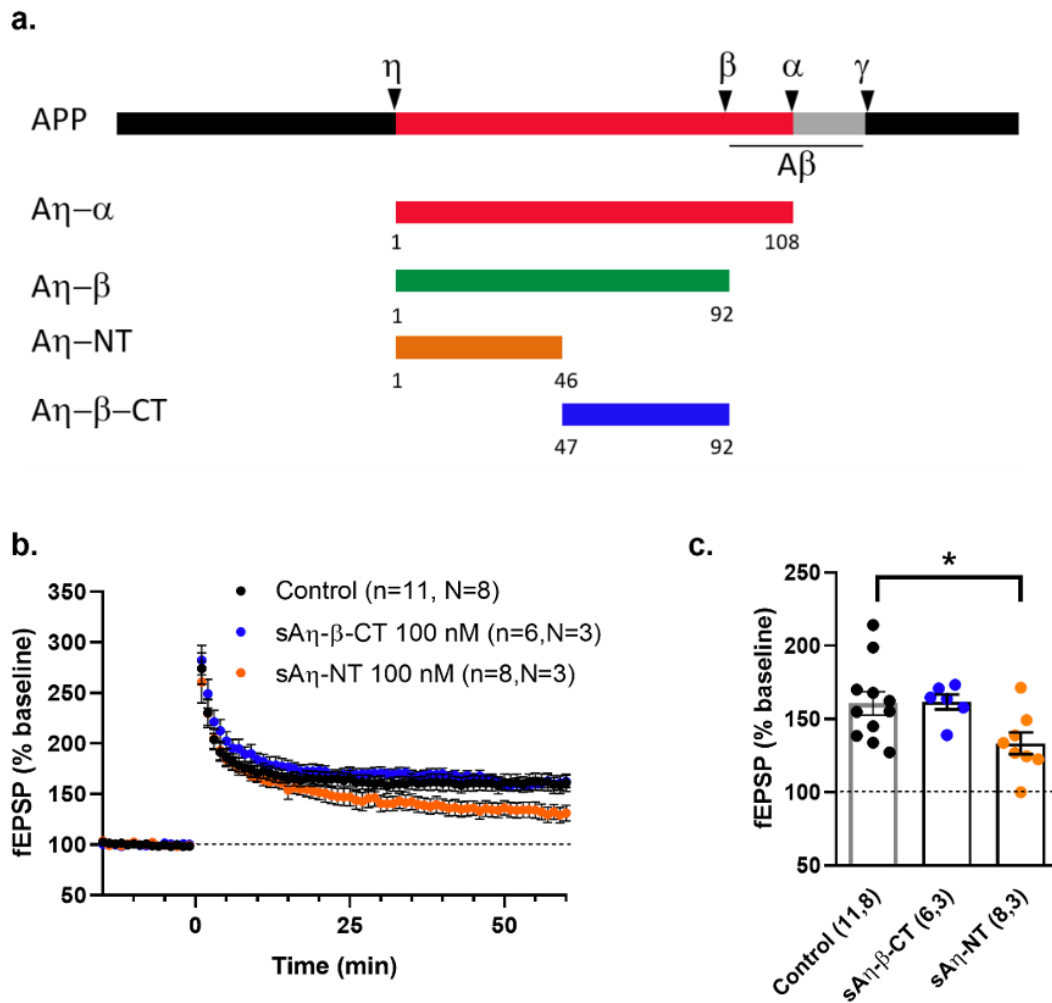 a.
η β α γ
APP
Aβ
Aη−α
1 108
Aη−β
1 92
Aη−NT
1 46
Aη−β−CT
47 92
b.
350
300
250
200
150
100
50
fEPSP (% baseline)
Control (n=11, N=8)
sAη-β-CT 100 nM (n=6,N=3)
sAη-NT 100 nM (n=8,N=3)
0 25 50
Time (min)
c.
*
250
200
150
100
50
fEPSP (% baseline)
Control (11,8)
sAη-β-CT (6,3)
sAη-NT (8,3)